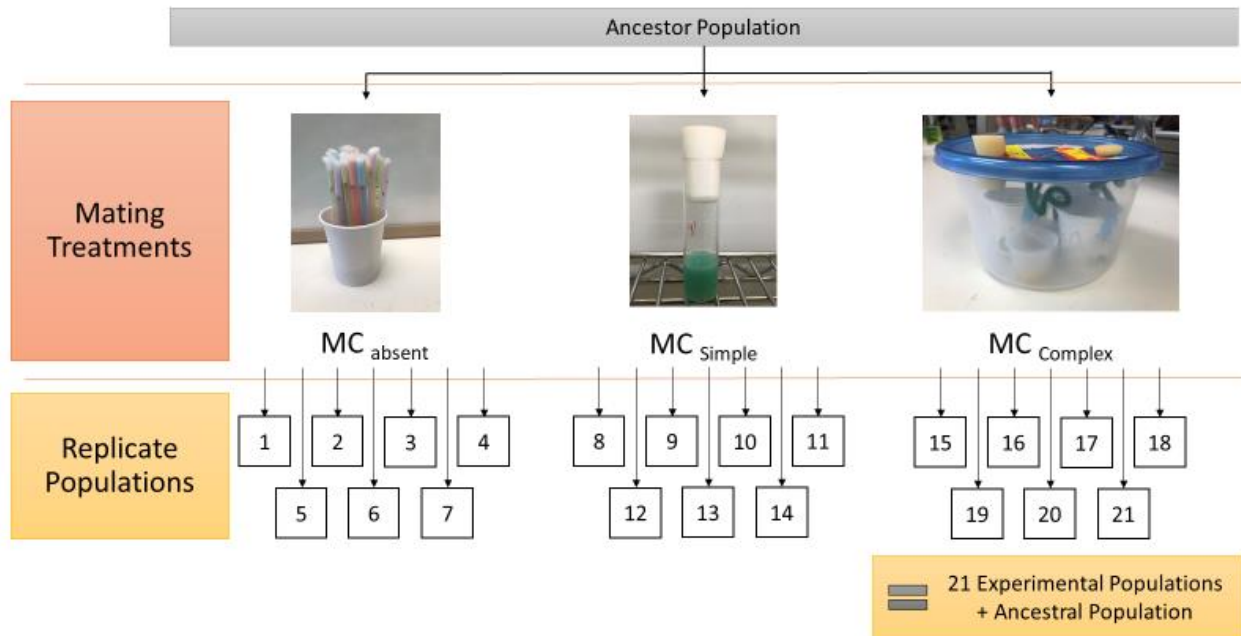 Ancestor Population
Mating
Treatments
MC absent
MC Simple
MC Complex
Replicate
Populations
1
2
3
4
5
6
7
8
9
10
11
12
13
14
15
16
17
18
19
20
21
21 Experimental Populations
+ Ancestral Population